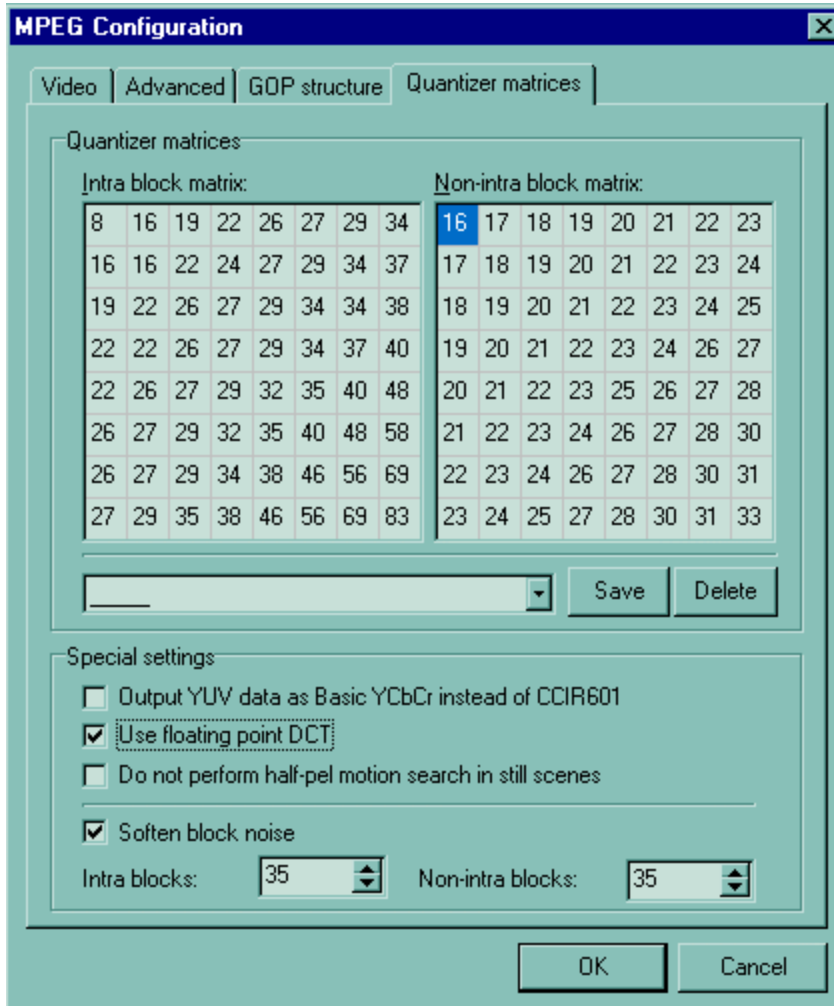 MPEG Configuration
Video Advanced GOP structure Quantizer matrices
Quantizer matrices
Intra block matrix:
8 16 19 22 26 27 29 34
16 16 22 24 27 29 34 37
19 22 26 27 29 34 34 38
22 22 26 27 29 34 37 40
22 26 27 29 32 35 40 48
26 27 29 32 35 40 48 58
26 27 29 34 38 46 56 69
27 29 35 38 46 56 69 83
Non-intra block matrix:
16 17 18 19 20 21 22 23
17 18 19 20 21 22 23 24
18 19 20 21 22 23 24 25
19 20 21 22 23 24 26 27
20 21 22 23 25 26 27 28
21 22 23 24 26 27 28 30
22 23 24 26 27 28 30 31
23 24 25 27 28 30 31 33
_____
Save Delete
Special settings
Output YUV data as Basic YCbCr instead of CCIR601
Use floating point DCT
Do not perform half-pel motion search in still scenes
Soften block noise
Intra blocks: 35 Non-intra blocks: 35
OK Cancel